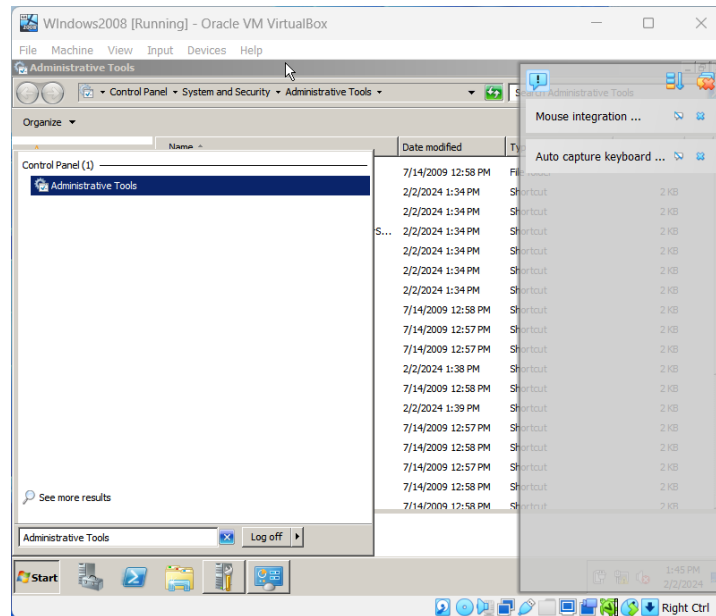 WIndows2008 [Running] - Oracle VM VirtualBox
File Machine View Input Devices Help
Administrative Tools
Control Panel System and Security Administrative Tools Search Administrative Tools
Organize
Mouse integration ...
Auto capture keyboard ...
Name Date modified
Control Panel (1)
Administrative Tools
7/14/2009 12:58 PM File folder
2/2/2024 1:34 PM Shortcut 2 KB
2/2/2024 1:34 PM Shortcut 2 KB
S... 2/2/2024 1:34 PM Shortcut 2 KB
2/2/2024 1:34 PM Shortcut 2 KB
2/2/2024 1:34 PM Shortcut 2 KB
2/2/2024 1:34 PM Shortcut 2 KB
7/14/2009 12:58 PM Shortcut 2 KB
7/14/2009 12:57 PM Shortcut 2 KB
7/14/2009 12:57 PM Shortcut 2 KB
2/2/2024 1:38 PM Shortcut 2 KB
7/14/2009 12:58 PM Shortcut 2 KB
2/2/2024 1:39 PM Shortcut 2 KB
7/14/2009 12:57 PM Shortcut 2 KB
7/14/2009 12:58 PM Shortcut 2 KB
7/14/2009 12:57 PM Shortcut 2 KB
7/14/2009 12:58 PM Shortcut 2 KB
7/14/2009 12:58 PM Shortcut 2 KB
See more results
Administrative Tools Log off
Start
1:45 PM
2/2/2024
Right Ctrl